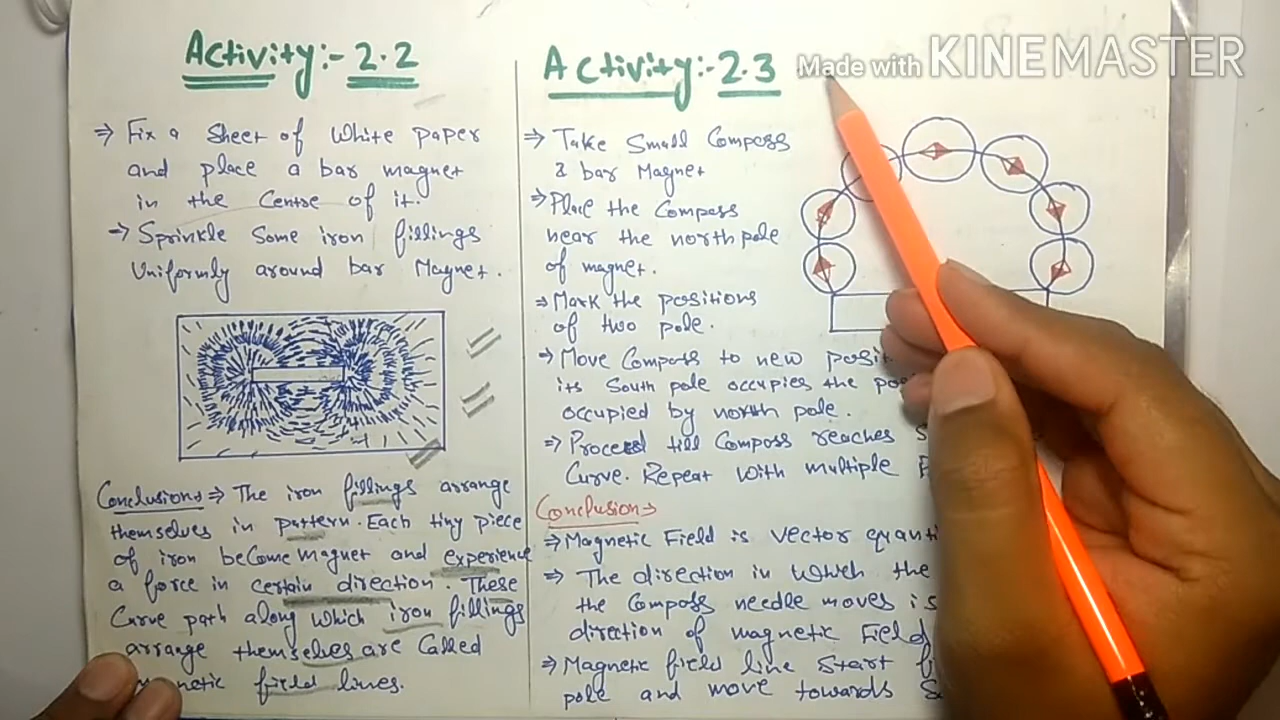 Activity:- 2.2
⇒ Fix a Sheet of White paper
and place a bar magnet
in the Centre of it.
→ Sprinkle Some iron fillings
Uniformly around bar Magnet.
Conclusion ⇒ The iron fillings arrange
themselves in pattern. Each tiny piece
of iron become magnet and experience
a force in certain direction. These
Curve path along which iron fillings
arrange themselves are Called
field lines.
Activity:- 2.3
⇒ Take Small Compass
& bar Magnet
⇒ Place the Compass
near the north pole
of magnet.
⇒ Mark the positions
of two pole.
⇒ Move Compass to new
its South pole occupies the
occupied by north pole.
⇒ Proceed till Compass reaches
Curve. Repeat with multiple
Conclusion →
⇒ Magnetic Field is vector
⇒ The direction in which the
the Compass needle moves is
direction of magnetic Field
⇒ Magnetic field line start
pole and move towards
Made with KINEMASTER